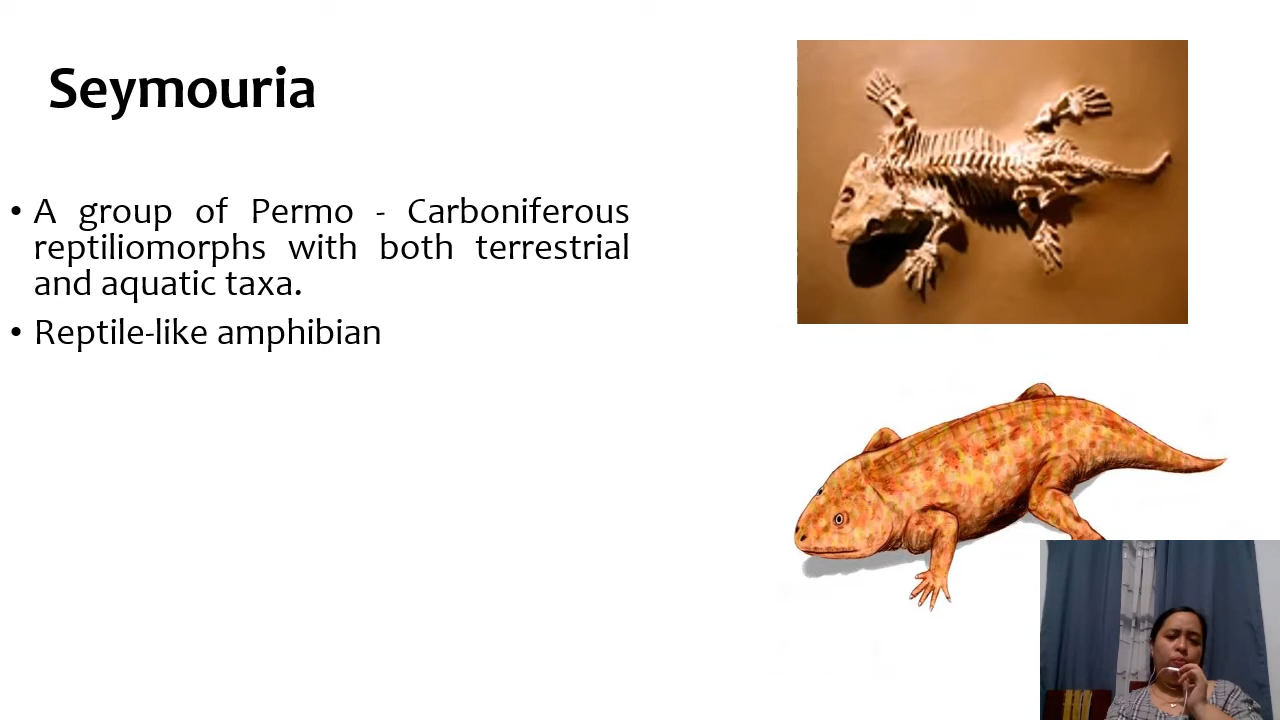 Seymouria
• A group of Permo - Carboniferous
reptiliomorphs with both terrestrial
and aquatic taxa.
• Reptile-like amphibian